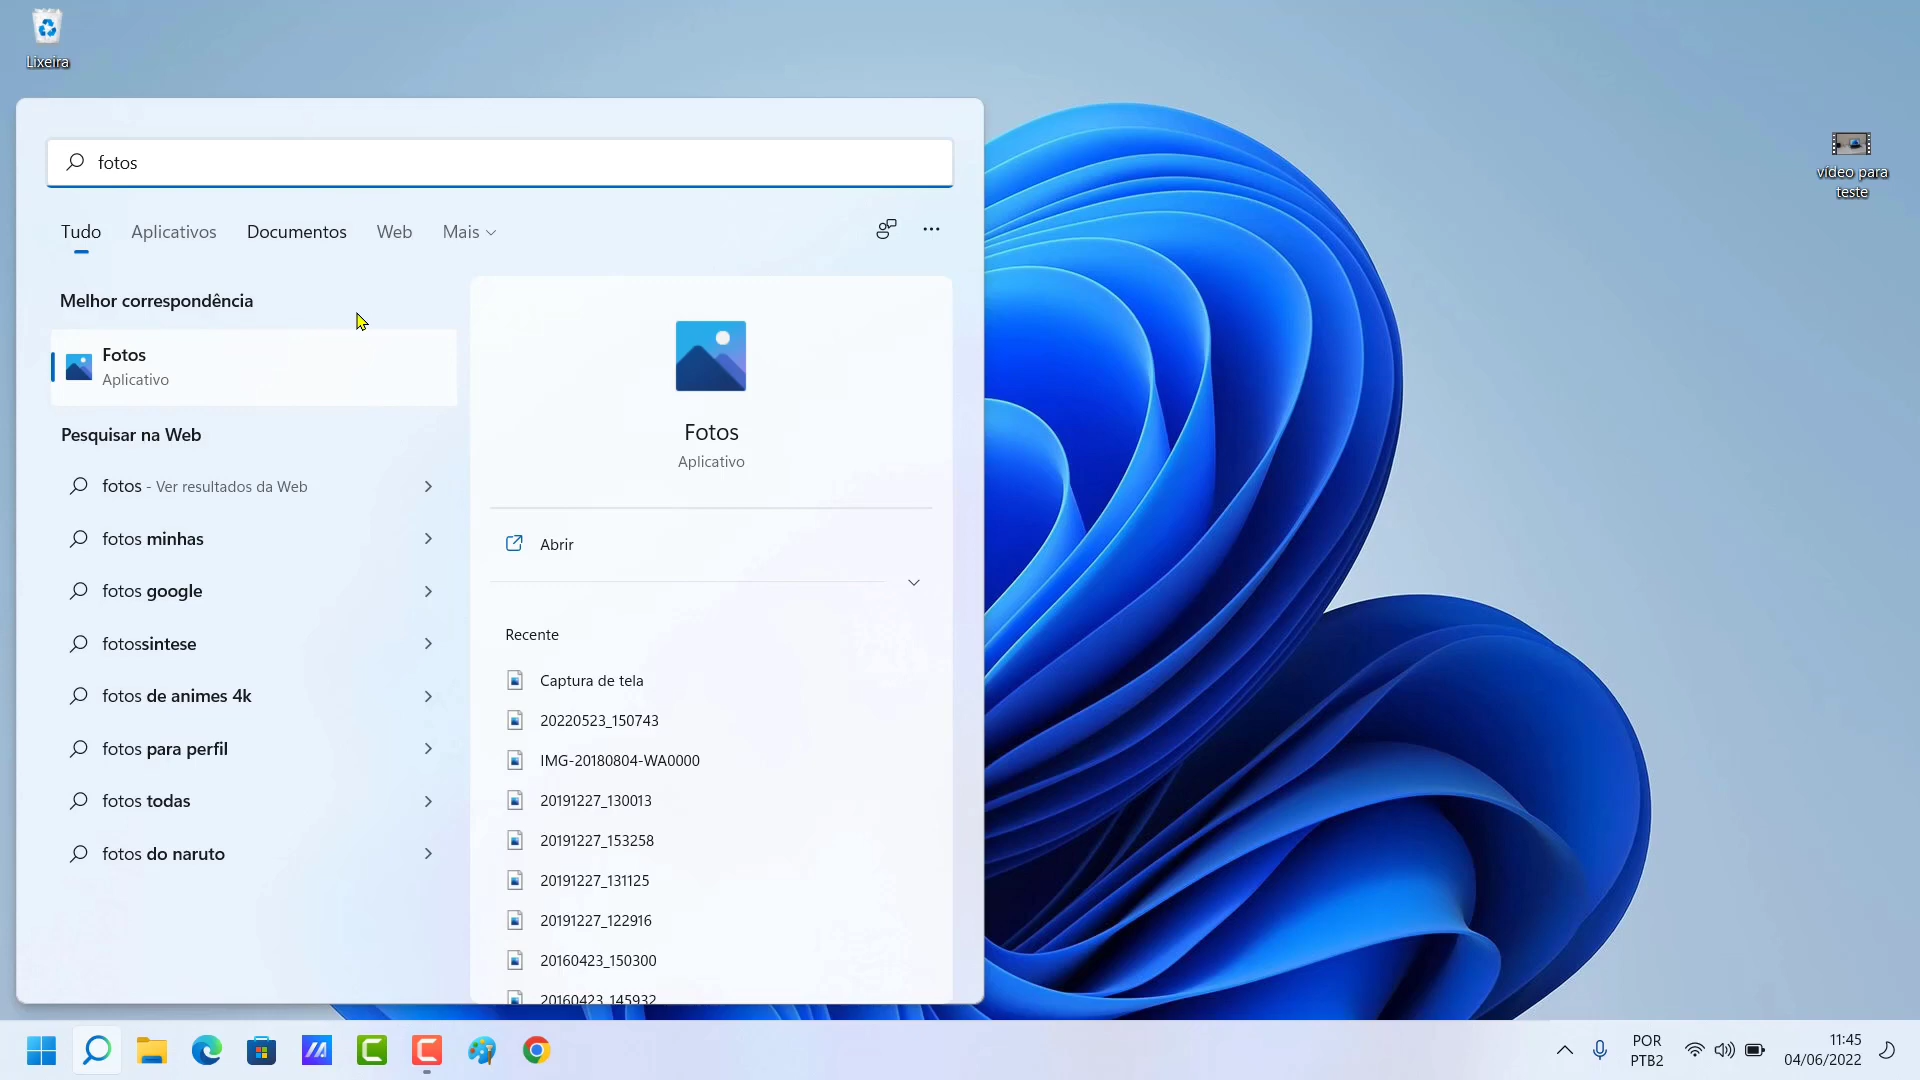 Lixeira
fotos
Tudo Aplicativos Documentos Web Mais
Melhor correspondência
Fotos
Aplicativo
Pesquisar na Web
fotos - Ver resultados da Web
fotos minhas
fotos google
fotossintese
fotos de animes 4k
fotos para perfil
fotos todas
fotos do naruto
Fotos
Aplicativo
Abrir
Recente
Captura de tela
20220523_150743
IMG-20180804-WA0000
20191227_130013
20191227_153258
20191227_131125
20191227_122916
20160423_150300
20160423_145932
vídeo para
teste
POR
PTB2
11:45
04/06/2022